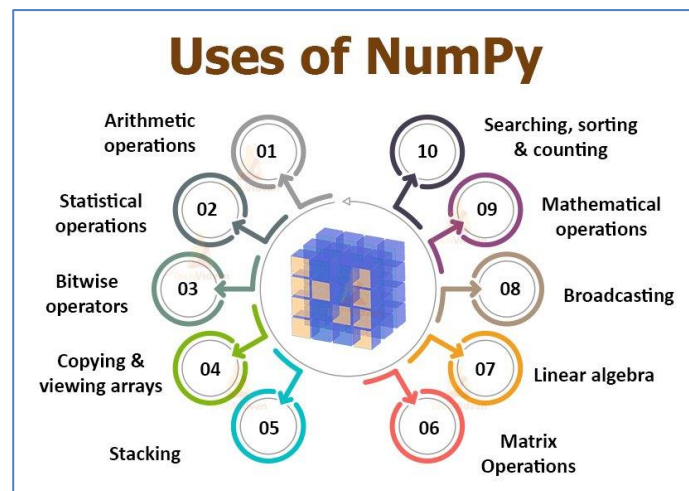 Uses of NumPy
01
Arithmetic
operations
02
Statistical
operations
03
Bitwise
operators
04
Copying &
viewing arrays
05
Stacking
06
Matrix
Operations
07
Linear algebra
08
Broadcasting
09
Mathematical
operations
10
Searching, sorting
& counting